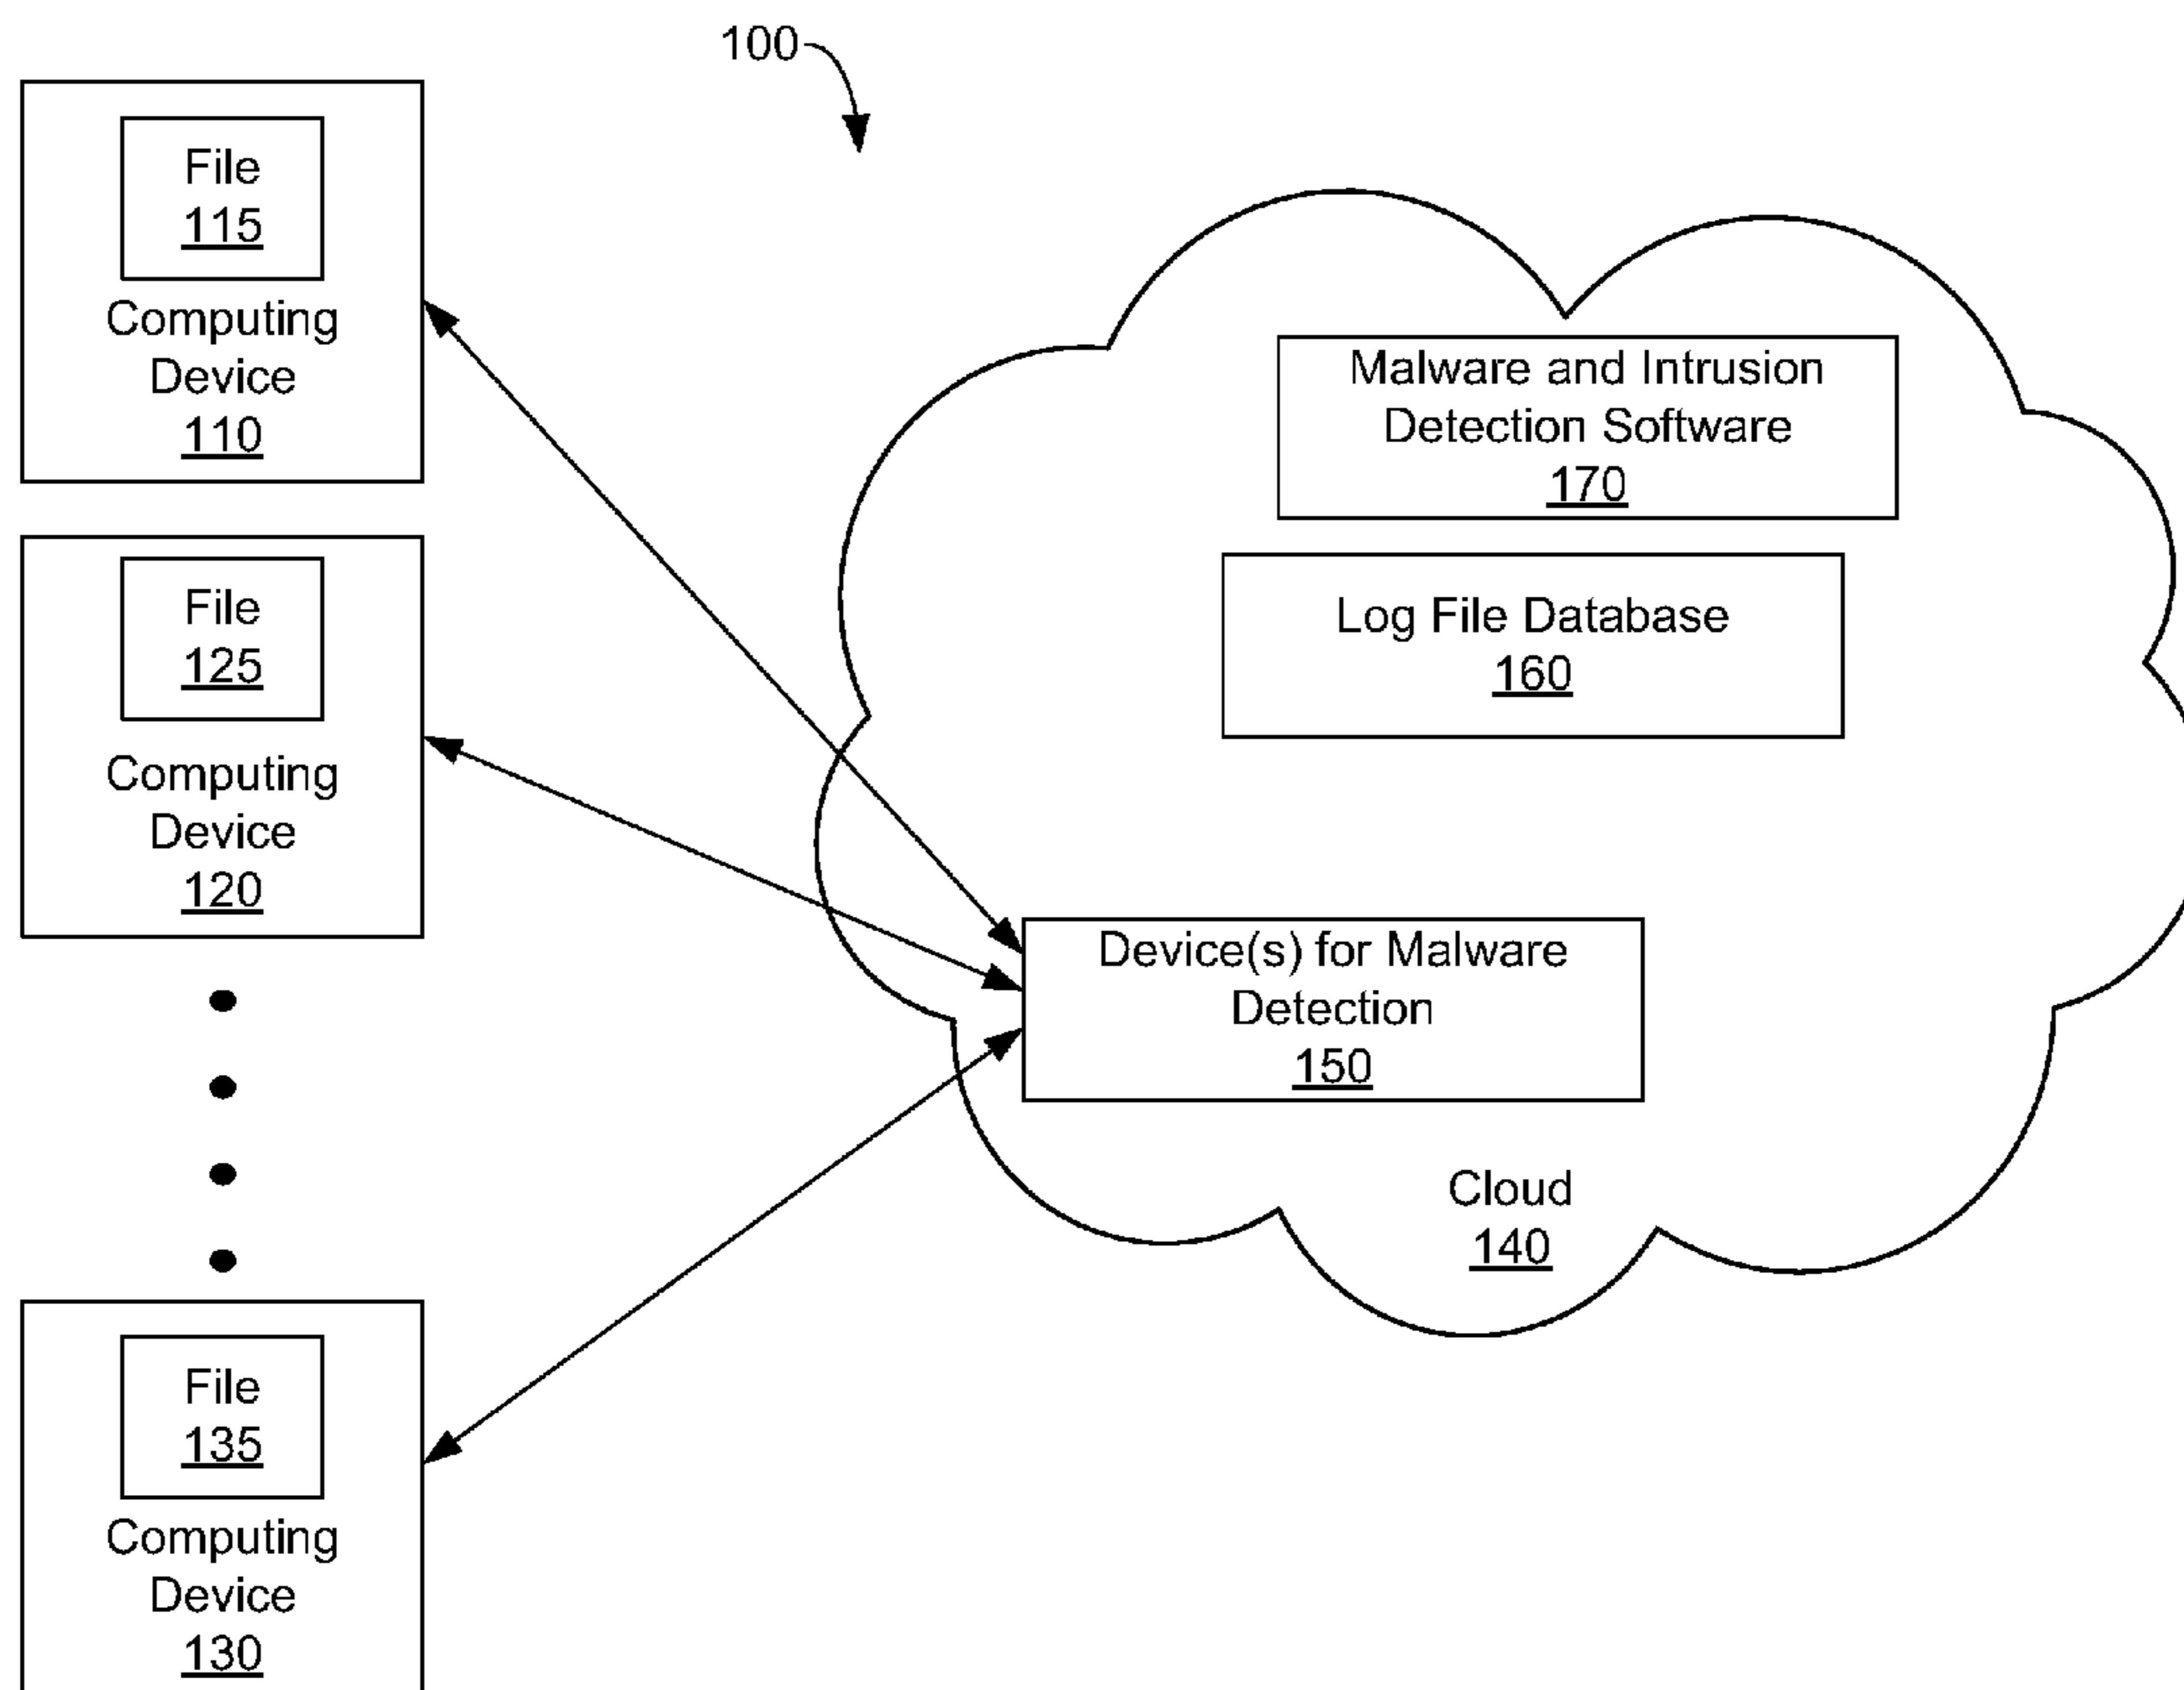 100
File
115
Computing
Device
110
File
125
Computing
Device
120
File
135
Computing
Device
130
Malware and Intrusion
Detection Software
170
Log File Database
160
Device(s) for Malware
Detection
150
Cloud
140